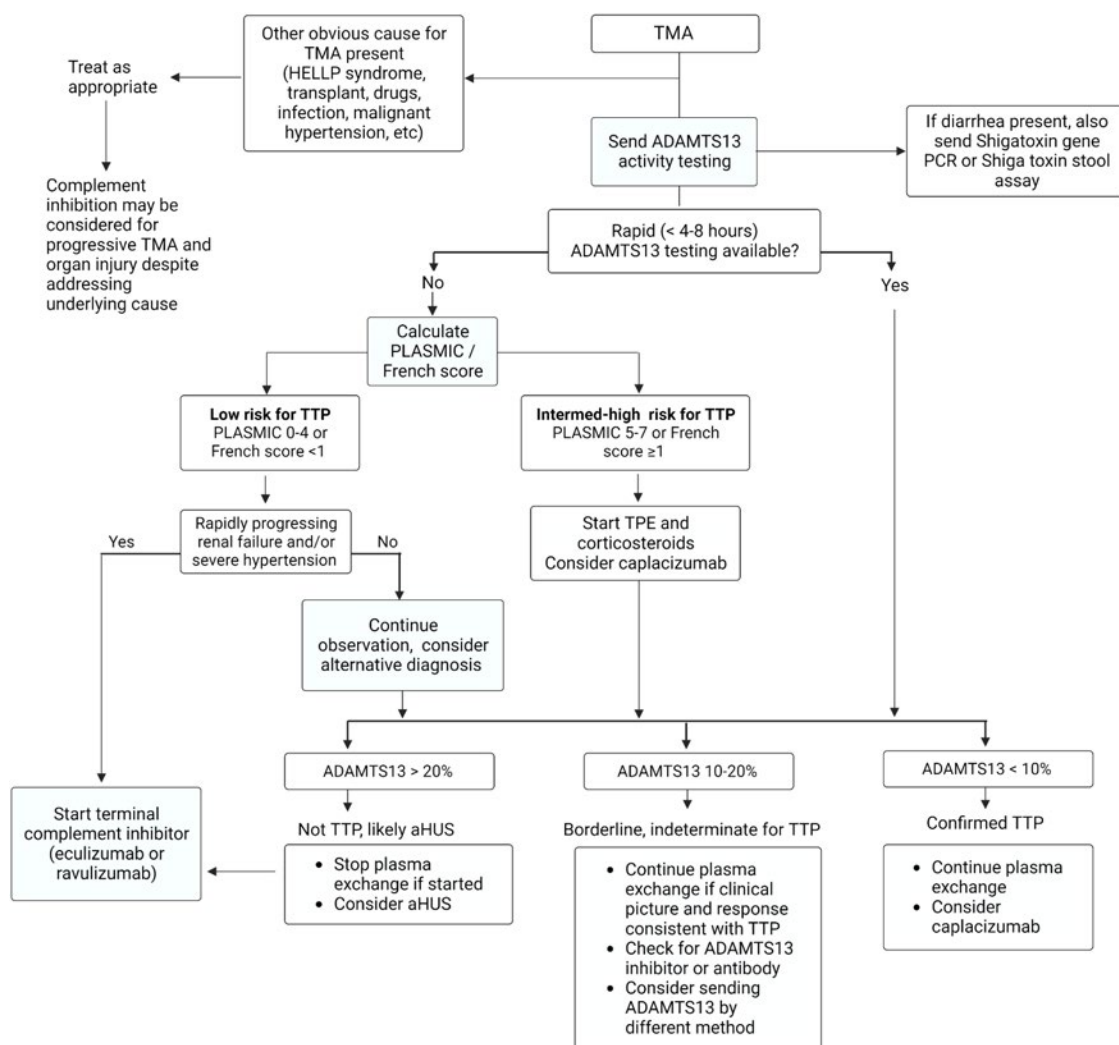 TMA
Other obvious cause for
TMA present
(HELLP syndrome,
transplant, drugs,
infection, malignant
hypertension, etc)
Treat as
appropriate
Complement
inhibition may be
considered for
progressive TMA and
organ injury despite
addressing
underlying cause
Send ADAMTS13
activity testing
If diarrhea present, also
send Shigatoxin gene
PCR or Shiga toxin stool
assay
Rapid (< 4-8 hours)
ADAMTS13 testing available?
No
Yes
Calculate
PLASMIC /
French score
Low risk for TTP
PLASMIC 0-4 or
French score <1
Intermed-high risk for TTP
PLASMIC 5-7 or French
score ≥1
Yes
Rapidly progressing
renal failure and/or
severe hypertension
No
Start TPE and
corticosteroids
Consider caplacizumab
Continue
observation, consider
alternative diagnosis
ADAMTS13 > 20%
ADAMTS13 10-20%
ADAMTS13 < 10%
Start terminal
complement inhibitor
(eculizumab or
ravulizumab)
Not TTP, likely aHUS
• Stop plasma
exchange if started
• Consider aHUS
Borderline, indeterminate for TTP
• Continue plasma
exchange if clinical
picture and response
consistent with TTP
• Check for ADAMTS13
inhibitor or antibody
• Consider sending
ADAMTS13 by
different method
Confirmed TTP
• Continue plasma
exchange
• Consider
caplacizumab